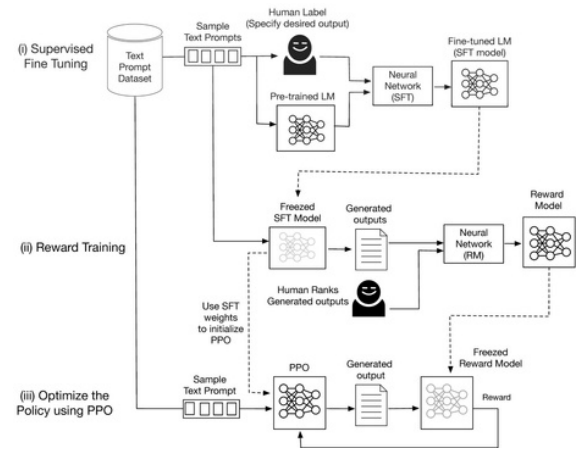 (i) Supervised
Fine Tuning
Text
Prompt
Dataset
Sample
Text Prompts
Human Label
(Specify desired output)
Pre-trained LM
Neural
Network
(SFT)
Fine-tuned LM
(SFT model)
(ii) Reward Training
Freezed
SFT Model
Generated
outputs
Human Ranks
Generated outputs
Neural
Network
(RM)
Reward
Model
Use SFT
weights
to initialize
PPO
(iii) Optimize the
Policy using PPO
Sample
Text Prompt
PPO
Generated
output
Freezed
Reward Model
Reward